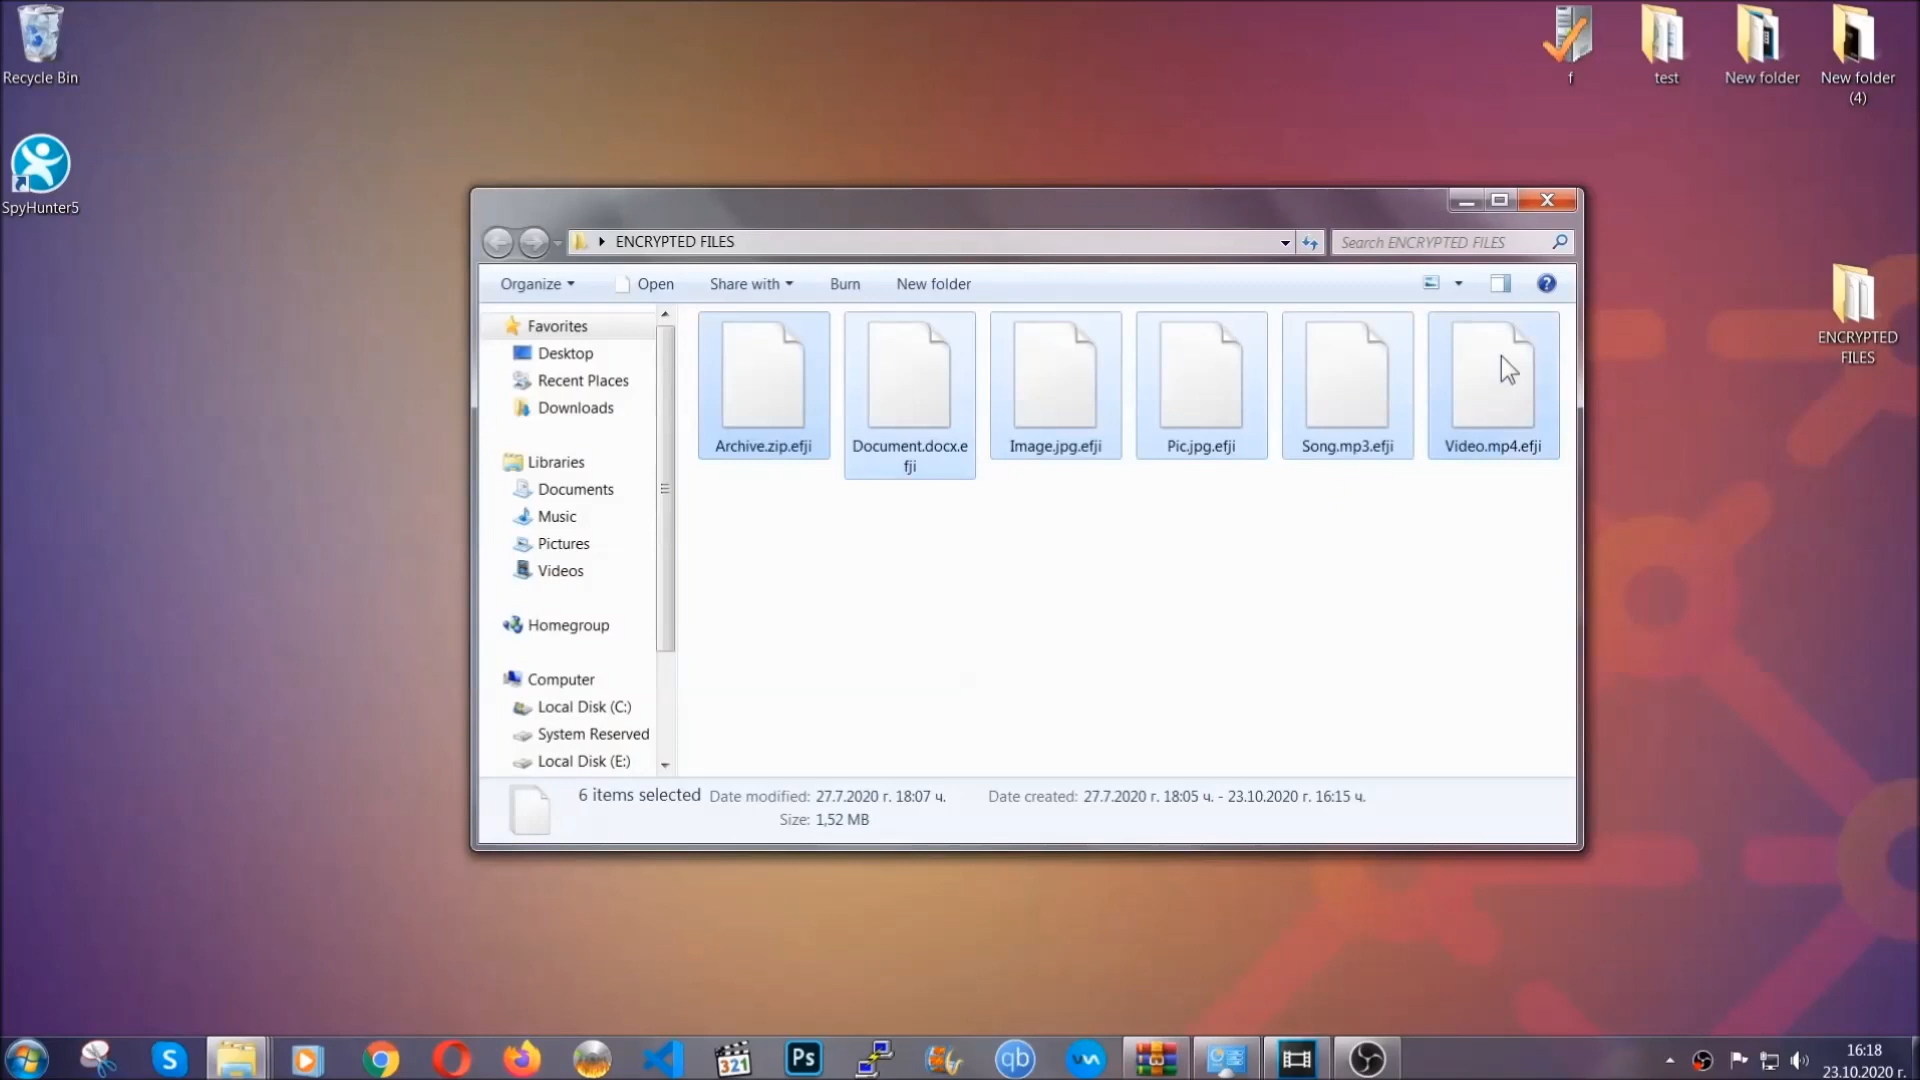 Recycle Bin
SpyHunter5
f
test
New folder
New folder
(4)
ENCRYPTED
FILES
ENCRYPTED FILES
Search ENCRYPTED FILES
Organize
Open
Share with
Burn
New folder
Favorites
Desktop
Recent Places
Downloads
Libraries
Documents
Music
Pictures
Videos
Homegroup
Computer
Local Disk (C:)
System Reserved
Local Disk (E:)
Archive.zip.efji
Document.docx.e
fji
Image.jpg.efji
Pic.jpg.efji
Song.mp3.efji
Video.mp4.efji
6 items selected Date modified: 27.7.2020 г. 18:07 ч. Date created: 27.7.2020 г. 18:05 ч. - 23.10.2020 г. 16:15 ч.
Size: 1,52 MB
S
321
Ps
qb
16:18
23.10.2020 г.